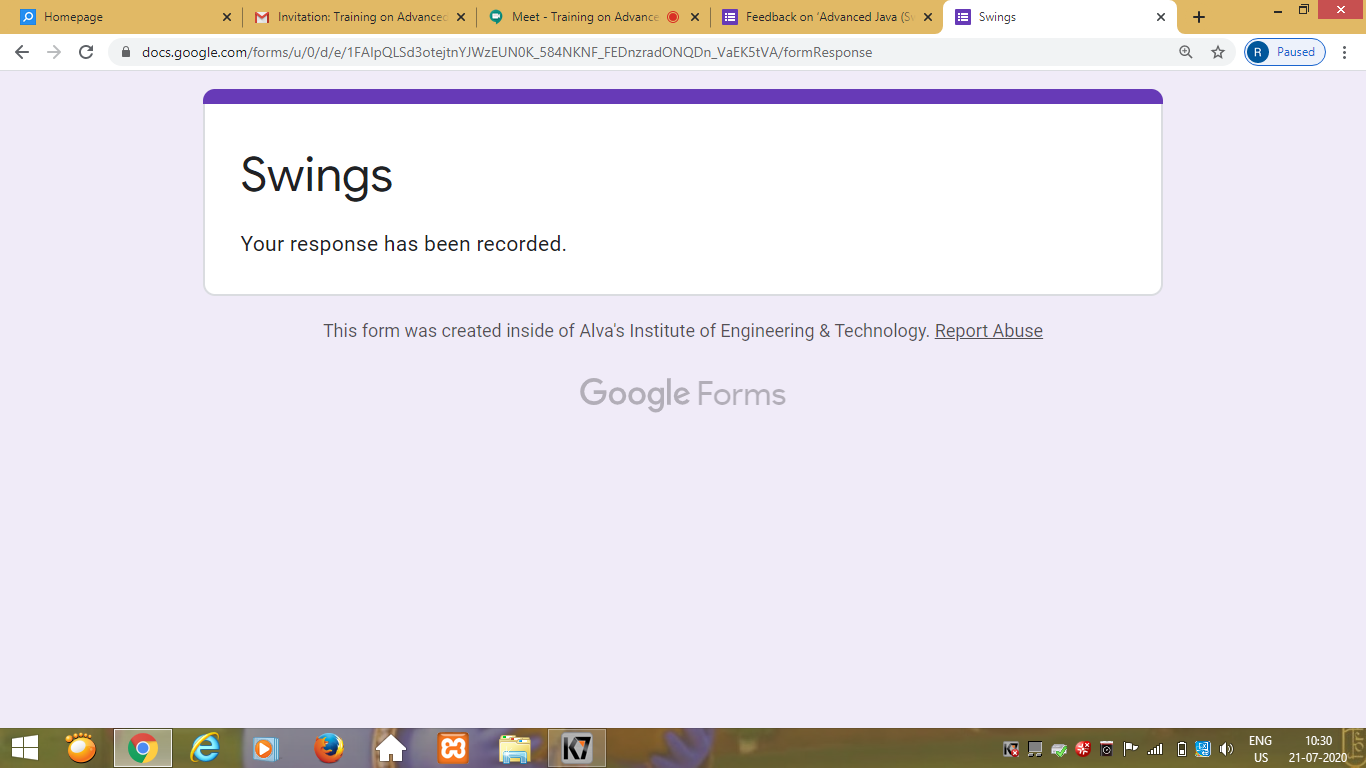 Homepage
Invitation: Training on Advanced
Meet - Training on Advance
Feedback on 'Advanced Java (Sw
Swings
docs.google.com/forms/u/0/d/e/1FAIpQLSd3otejtnYJWzEUN0K_584NKNF_FEDnzradONQDn_VaEK5tVA/formResponse
R Paused
Swings
Your response has been recorded.
This form was created inside of Alva's Institute of Engineering & Technology. Report Abuse
Google Forms
K7
ENG 10:30
US 21-07-2020